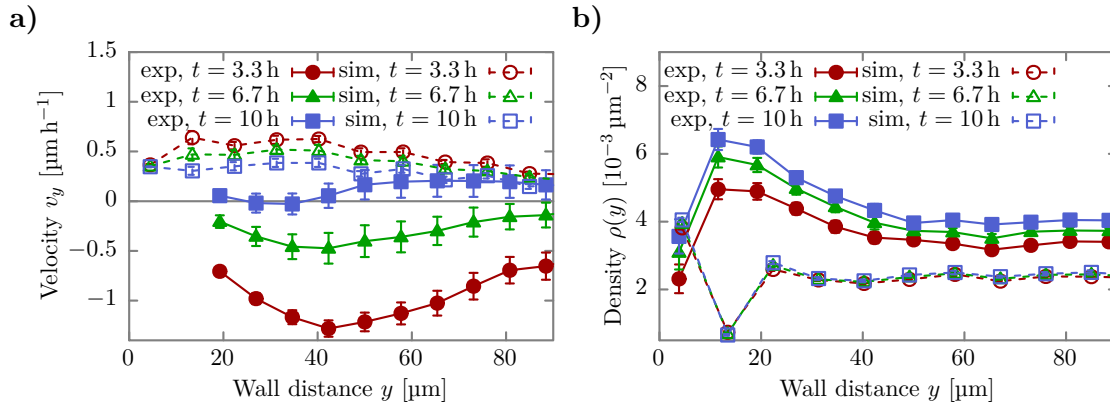 a)
Velocity v_y [µm h⁻¹]
1.5
1
0.5
0
−0.5
−1
exp, t = 3.3 h
exp, t = 6.7 h
exp, t = 10 h
sim, t = 3.3 h
sim, t = 6.7 h
sim, t = 10 h
0 20 40 60 80
Wall distance y [µm]
b)
Density ρ(y) [10⁻³ µm⁻²]
8
6
4
2
exp, t = 3.3 h
exp, t = 6.7 h
exp, t = 10 h
sim, t = 3.3 h
sim, t = 6.7 h
sim, t = 10 h
0 20 40 60 80
Wall distance y [µm]